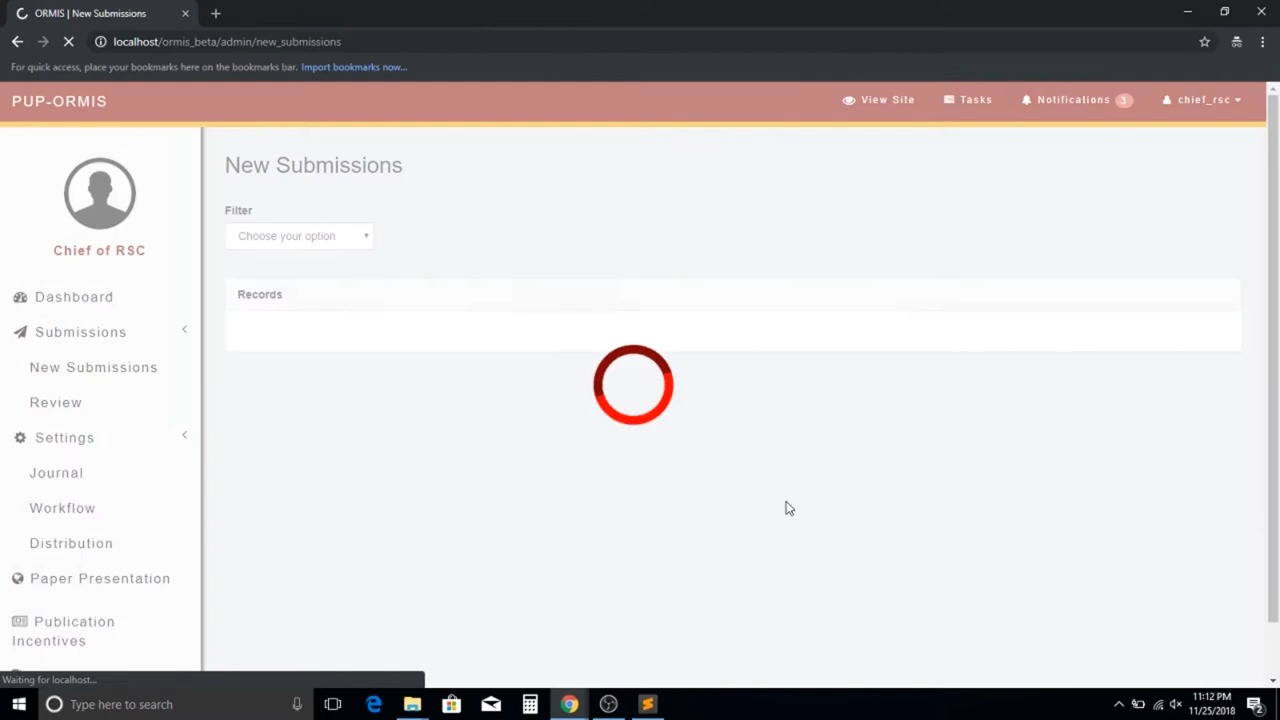 ORMIS | New Submissions
localhost/ormis_beta/admin/new_submissions
For quick access, place your bookmarks here on the bookmarks bar. Import bookmarks now...
PUP-ORMIS
View Site
Tasks
Notifications 3
chief_rsc
Chief of RSC
Dashboard
Submissions
New Submissions
Review
Settings
Journal
Workflow
Distribution
Paper Presentation
Publication
Incentives
New Submissions
Filter
Choose your option
Records
Waiting for localhost...
Type here to search
11:12 PM
11/25/2018
2